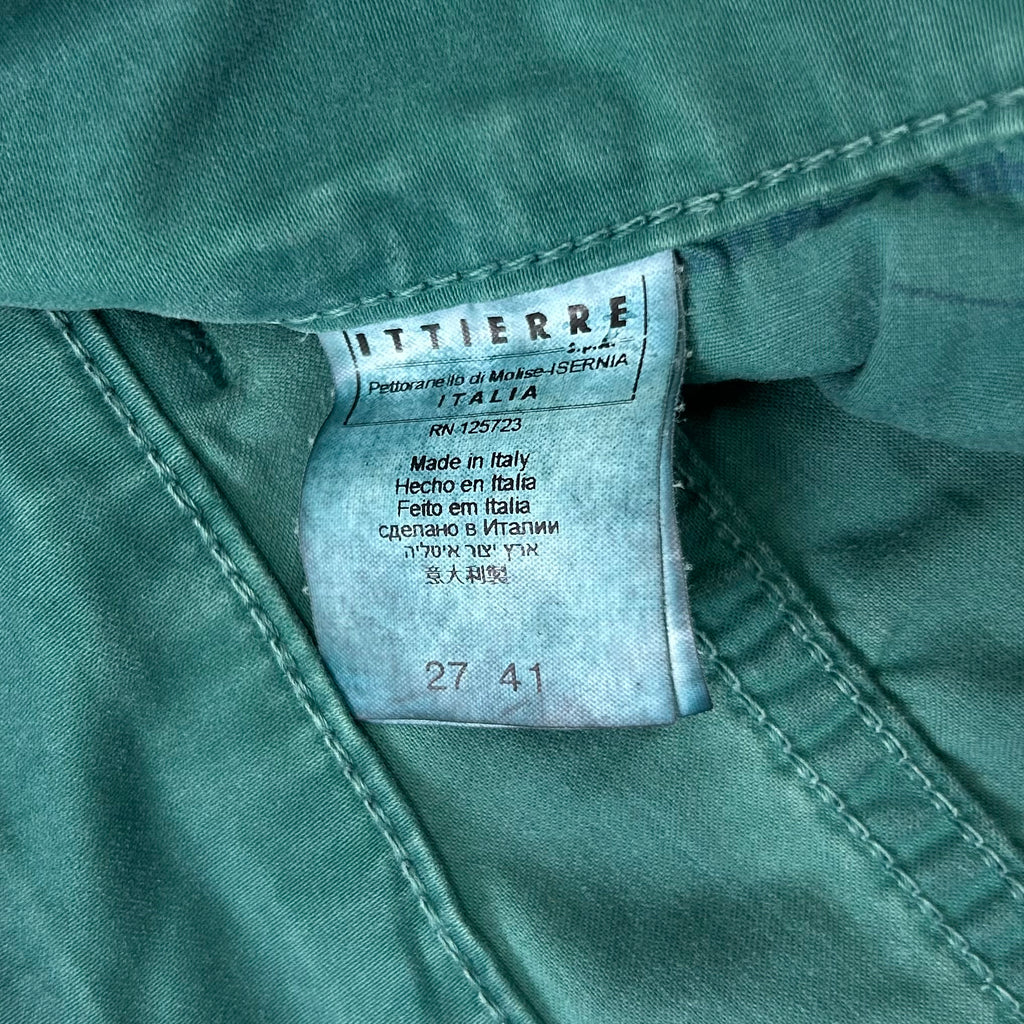 ITTIERRE
S.p.A.
Pettoranello di Molise-ISERNIA
ITALIA
RN 125723
Made in Italy
Hecho en Italia
Feito em Italia
сделано в Италии
ארץ יצור איטליה
意大利製
27 41